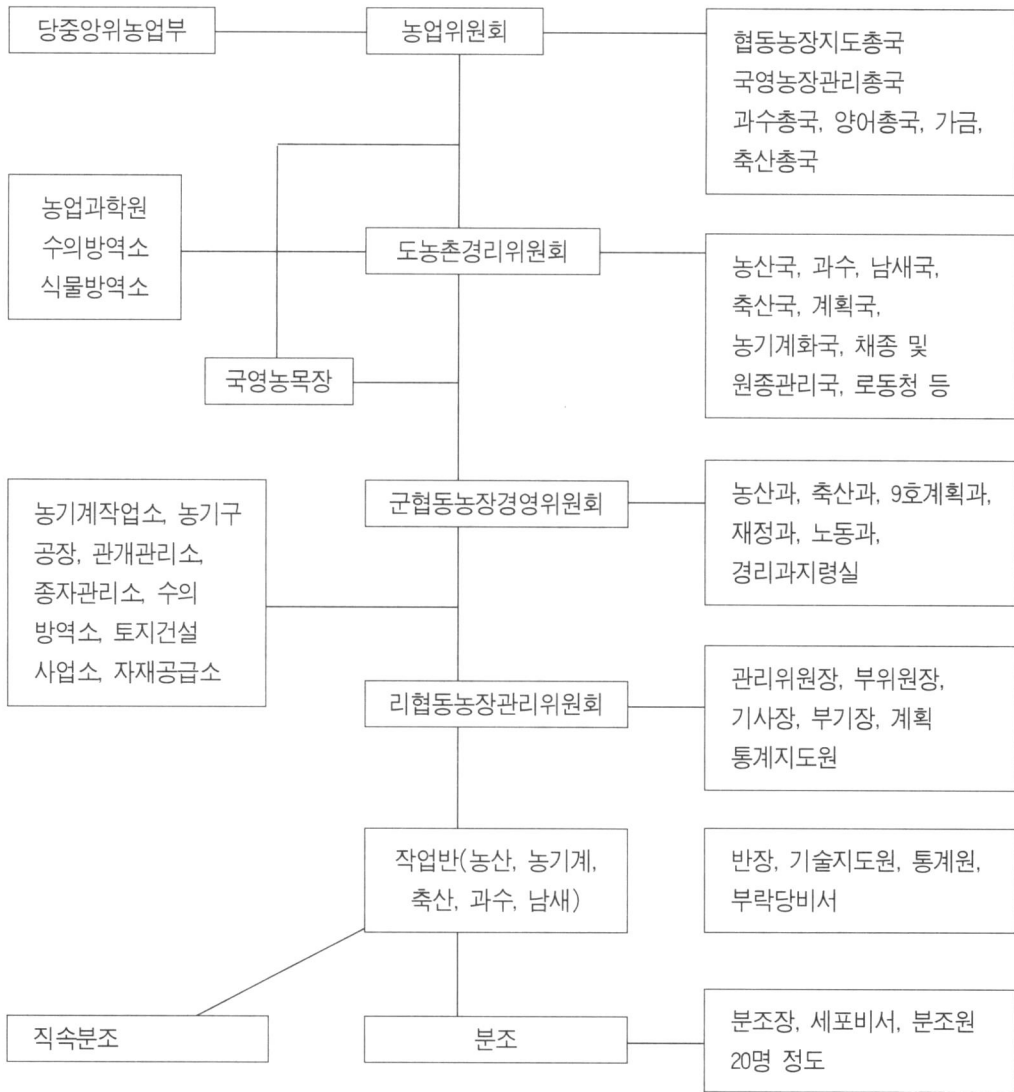 당중앙위농업부
농업위원회
협동농장지도총국
국영농장관리총국
과수총국, 양어총국, 가금,
축산총국
농업과학원
수의방역소
식물방역소
도농촌경리위원회
농산국, 과수, 남새국,
축산국, 계획국,
농기계화국, 채종 및
원종관리국, 로동청 등
국영농목장
농기계작업소, 농기구
공장, 관개관리소,
종자관리소, 수의
방역소, 토지건설
사업소, 자재공급소
군협동농장경영위원회
농산과, 축산과, 9호계획과,
재정과, 노동과,
경리과지령실
리협동농장관리위원회
관리위원장, 부위원장,
기사장, 부기장, 계획
통계지도원
작업반(농산, 농기계,
축산, 과수, 남새)
반장, 기술지도원, 통계원,
부락당비서
직속분조
분조
분조장, 세포비서, 분조원
20명 정도